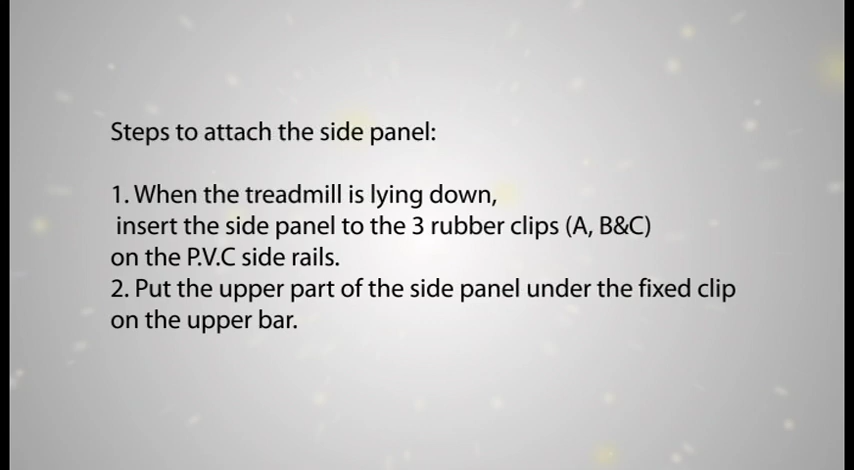 Steps to attach the side panel:
1. When the treadmill is lying down,
insert the side panel to the 3 rubber clips (A, B&C)
on the P.V.C side rails.
2. Put the upper part of the side panel under the fixed clip
on the upper bar.